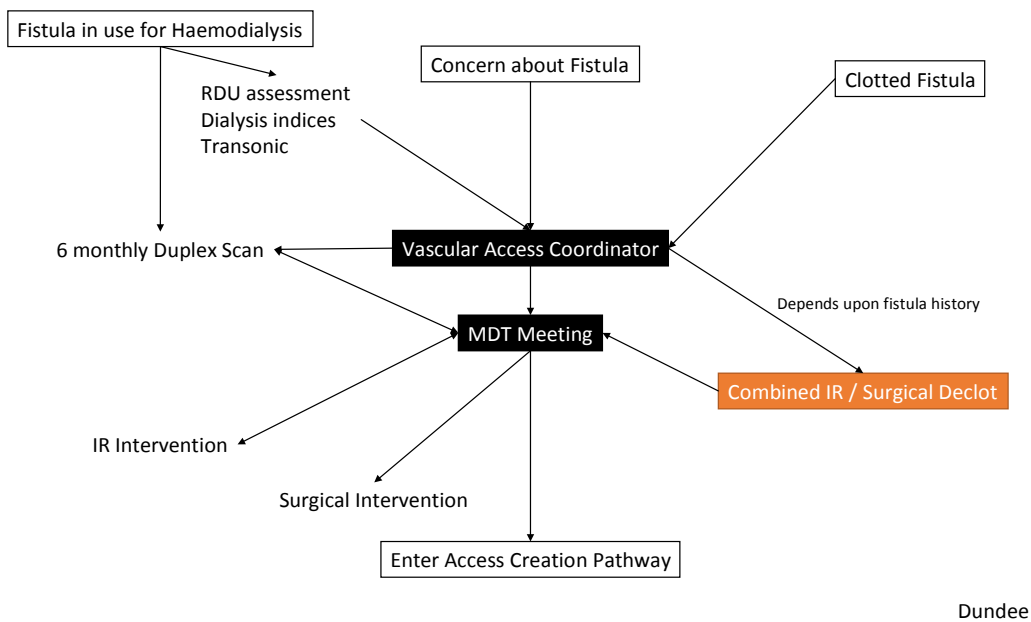 Fistula in use for Haemodialysis
Concern about Fistula
Clotted Fistula
RDU assessment
Dialysis indices
Transonic
6 monthly Duplex Scan
Vascular Access Coordinator
Depends upon fistula history
MDT Meeting
Combined IR / Surgical Declot
IR Intervention
Surgical Intervention
Enter Access Creation Pathway
Dundee